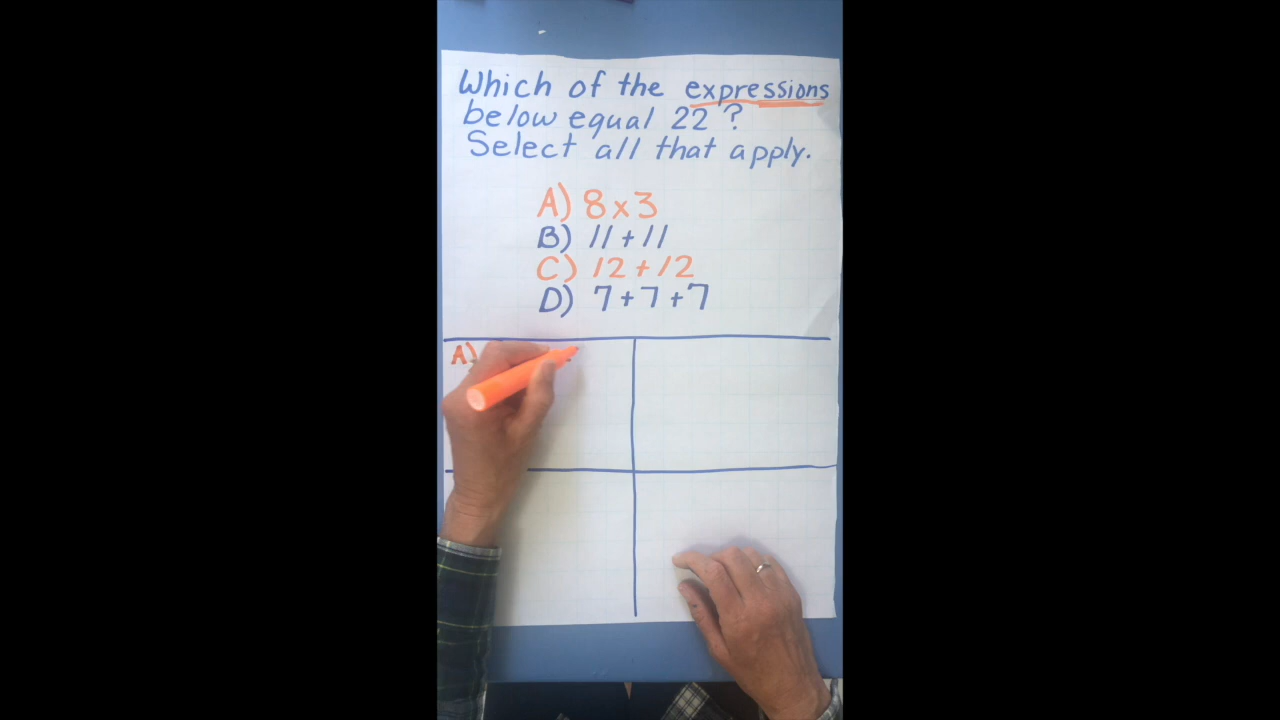 Which of the expressions
below equal 22?
Select all that apply.
A) 8 x 3
B) 11 + 11
C) 12 + 12
D) 7 + 7 + 7
A)